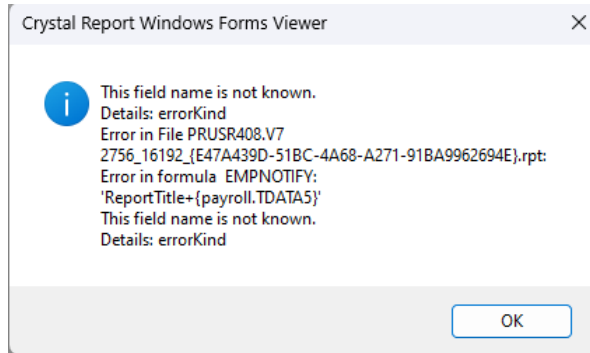 Crystal Report Windows Forms Viewer
This field name is not known.
Details: errorKind
Error in File PRUSR408.V7
2756_16192_{E47A439D-51BC-4A68-A271-91BA9962694E}.rpt:
Error in formula  EMPNOTIFY:
'ReportTitle+{payroll.TDATA5}'
This field name is not known.
Details: errorKind
OK